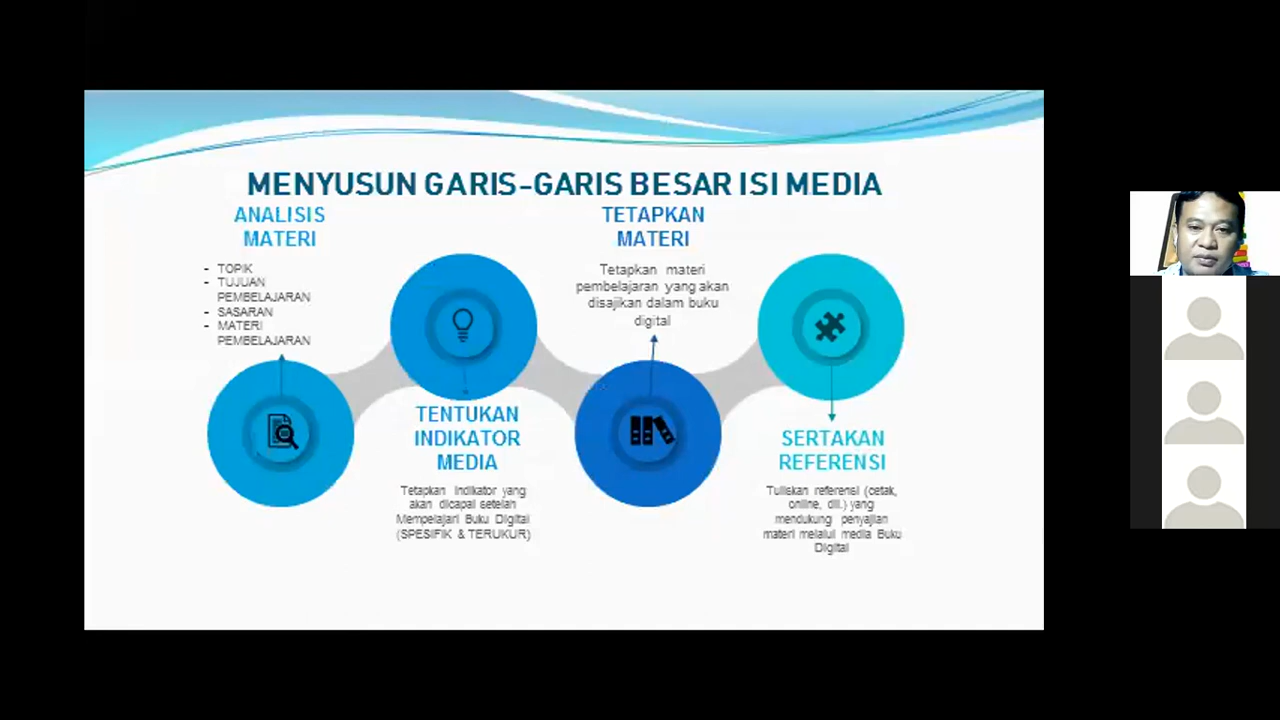 MENYUSUN GARIS-GARIS BESAR ISI MEDIA
ANALISIS
MATERI
- TOPIK
- TUJUAN
PEMBELAJARAN
- SASARAN
- MATERI
PEMBELAJARAN
TENTUKAN
INDIKATOR
MEDIA
Tetapkan indikator yang
akan dicapai setelah
Mempelajari Buku Digital
(SPESIFIK & TERUKUR)
TETAPKAN
MATERI
Tetapkan materi
pembelajaran yang akan
disajikan dalam buku
digital
SERTAKAN
REFERENSI
Tuliskan referensi (cetak,
online, dll.) yang
mendukung penyajian
materi melalui media Buku
Digital